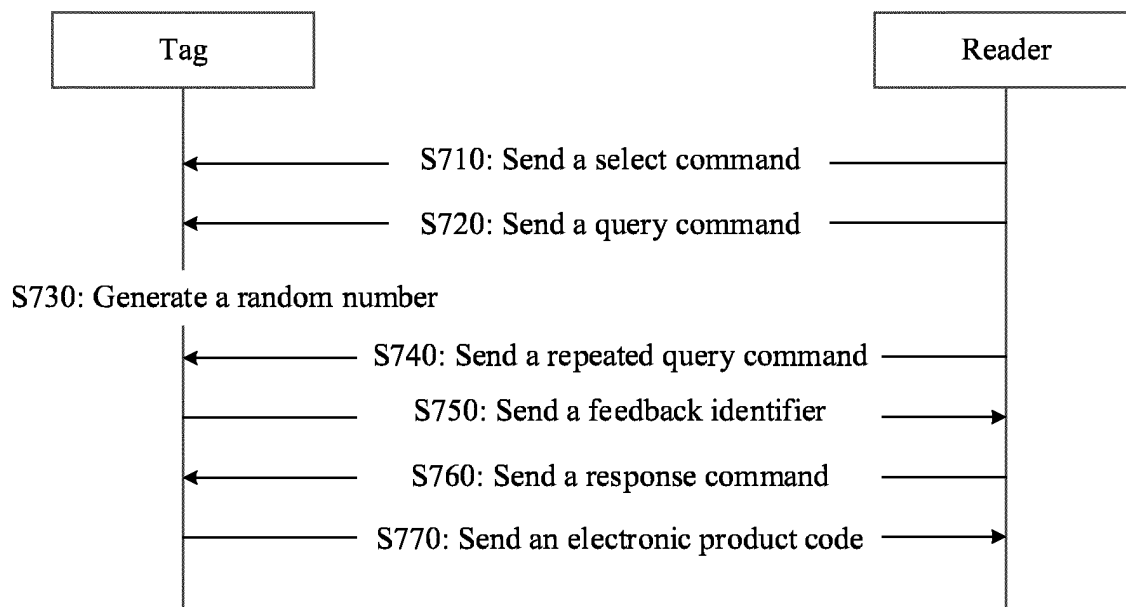 Tag
Reader
S710: Send a select command
S720: Send a query command
S730: Generate a random number
S740: Send a repeated query command
S750: Send a feedback identifier
S760: Send a response command
S770: Send an electronic product code